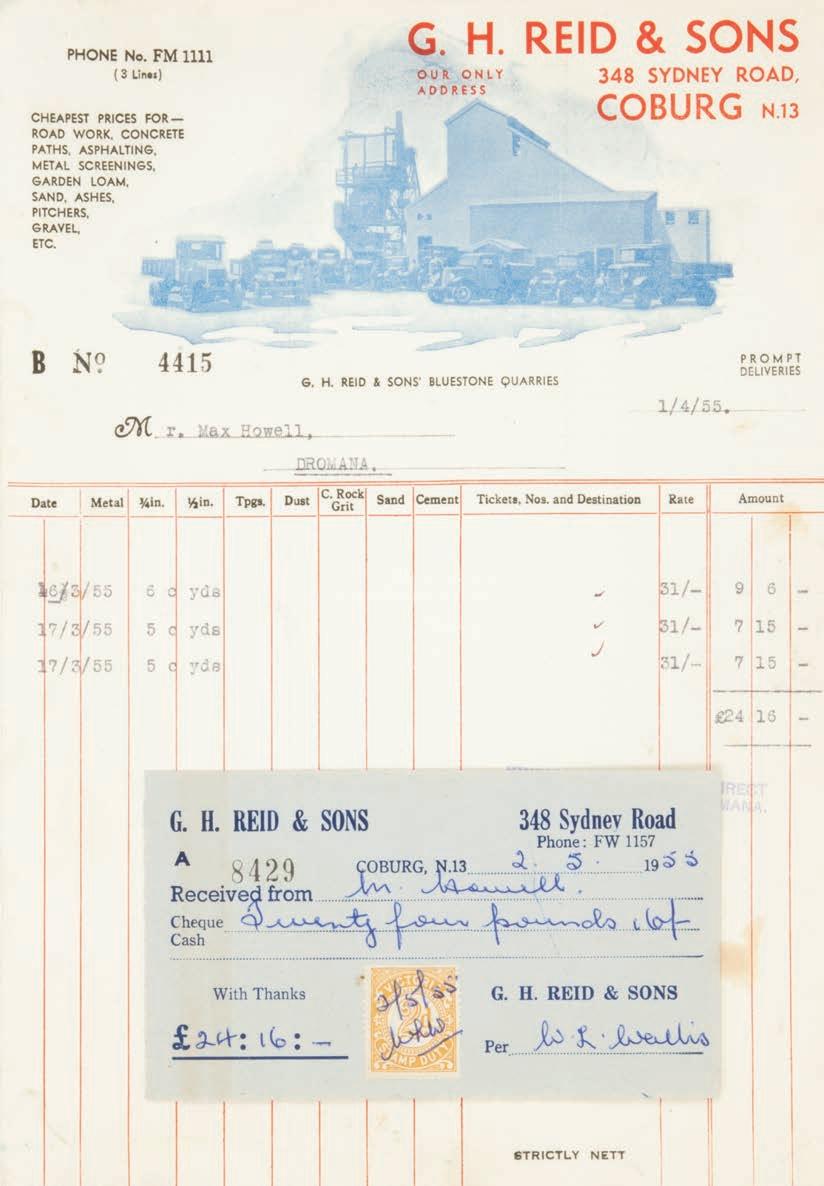 PHONE No. FM 1111
(3 Lines)
G. H. REID & SONS
OUR ONLY
ADDRESS
348 SYDNEY ROAD,
COBURG N.13
CHEAPEST PRICES FOR—
ROAD WORK, CONCRETE
PATHS, ASPHALTING,
METAL SCREENINGS,
GARDEN LOAM,
SAND, ASHES,
PITCHERS,
GRAVEL,
ETC.
B Nº 4415
G. H. REID & SONS' BLUESTONE QUARRIES
PROMPT
DELIVERIES
1/4/55.
Mr. Max Howell,
DROMANA.
Date Metal ¾in. ½in. Tpgs. Dust C. Rock Grit Sand Cement Tickets, Nos. and Destination Rate Amount
16/3/55 6 c yds 31/- 9 6 -
17/3/55 5 c yds 31/- 7 15 -
17/3/55 5 c yds 31/- 7 15 -
£24 16 -
G. H. REID & SONS 348 Sydney Road
Phone: FW 1157
A 8429 COBURG, N.13 2. 5. 1955
Received from M. Howell.
Cheque Twenty four pounds 16/-
Cash
With Thanks
G. H. REID & SONS
£24:16:-
VICTORIA
2/5/55
STAMP DUTY
Per W. L. Wallis
STRICTLY NETT